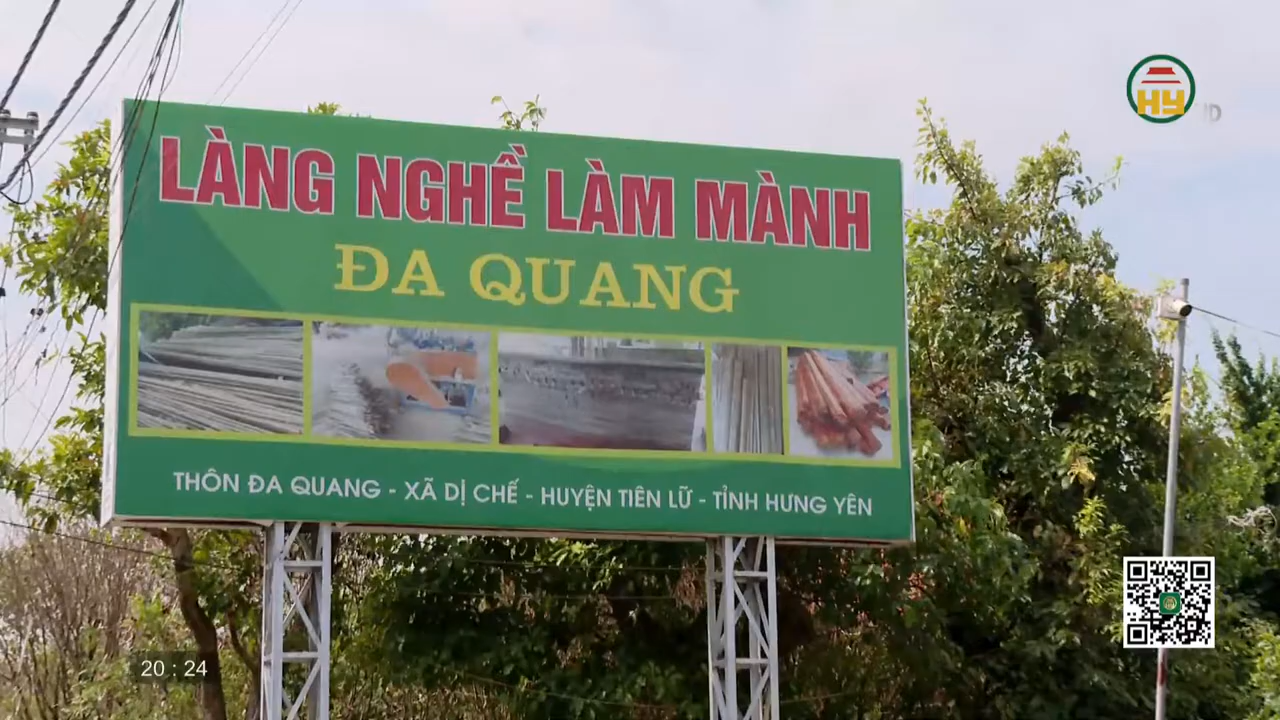 HY
LÀNG NGHỀ LÀM MÀNH
ĐA QUANG
THÔN ĐA QUANG - XÃ DỊ CHẾ - HUYỆN TIÊN LỮ - TỈNH HƯNG YÊN
20 : 24